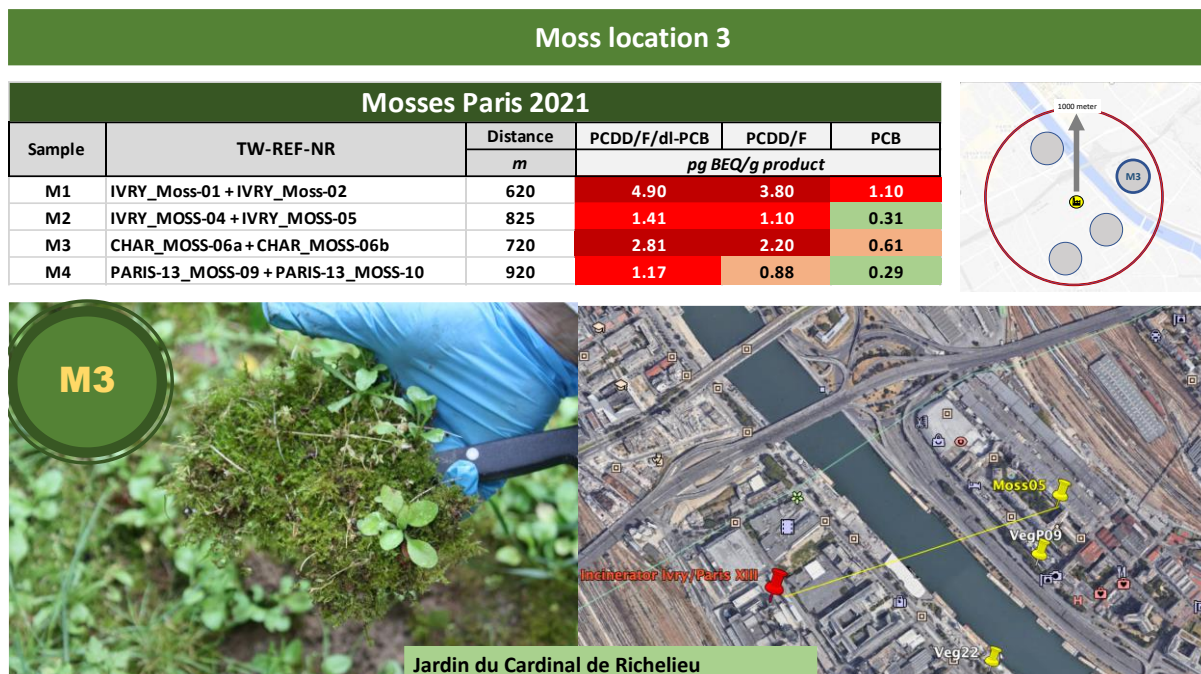 Moss location 3
Mosses Paris 2021
Sample TW-REF-NR Distance PCDD/F/dl-PCB PCDD/F PCB
m pg BEQ/g product
M1 IVRY_Moss-01 + IVRY_Moss-02 620 4.90 3.80 1.10
M2 IVRY_MOSS-04 + IVRY_MOSS-05 825 1.41 1.10 0.31
M3 CHAR_MOSS-06a + CHAR_MOSS-06b 720 2.81 2.20 0.61
M4 PARIS-13_MOSS-09 + PARIS-13_MOSS-10 920 1.17 0.88 0.29
1000 meter
M3
M3
Moss05
VegP09
Incinerator Ivry/Paris XIII
H
Veg22
Jardin du Cardinal de Richelieu